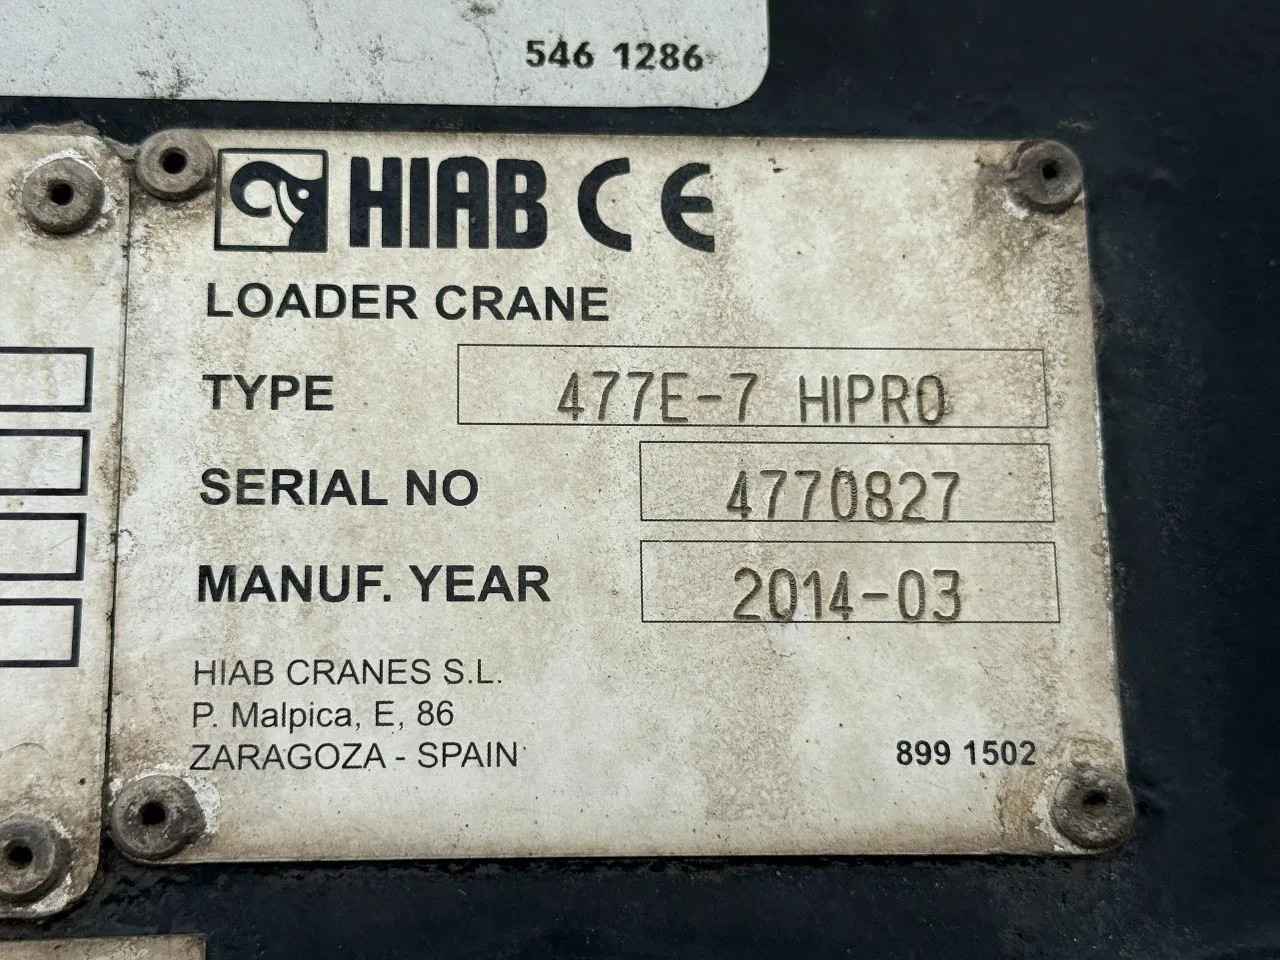 546 1286
HIAB CE
LOADER CRANE
TYPE 477E-7 HIPRO
SERIAL NO 4770827
MANUF. YEAR 2014-03
HIAB CRANES S.L.
P. Malpica, E, 86
ZARAGOZA - SPAIN
899 1502